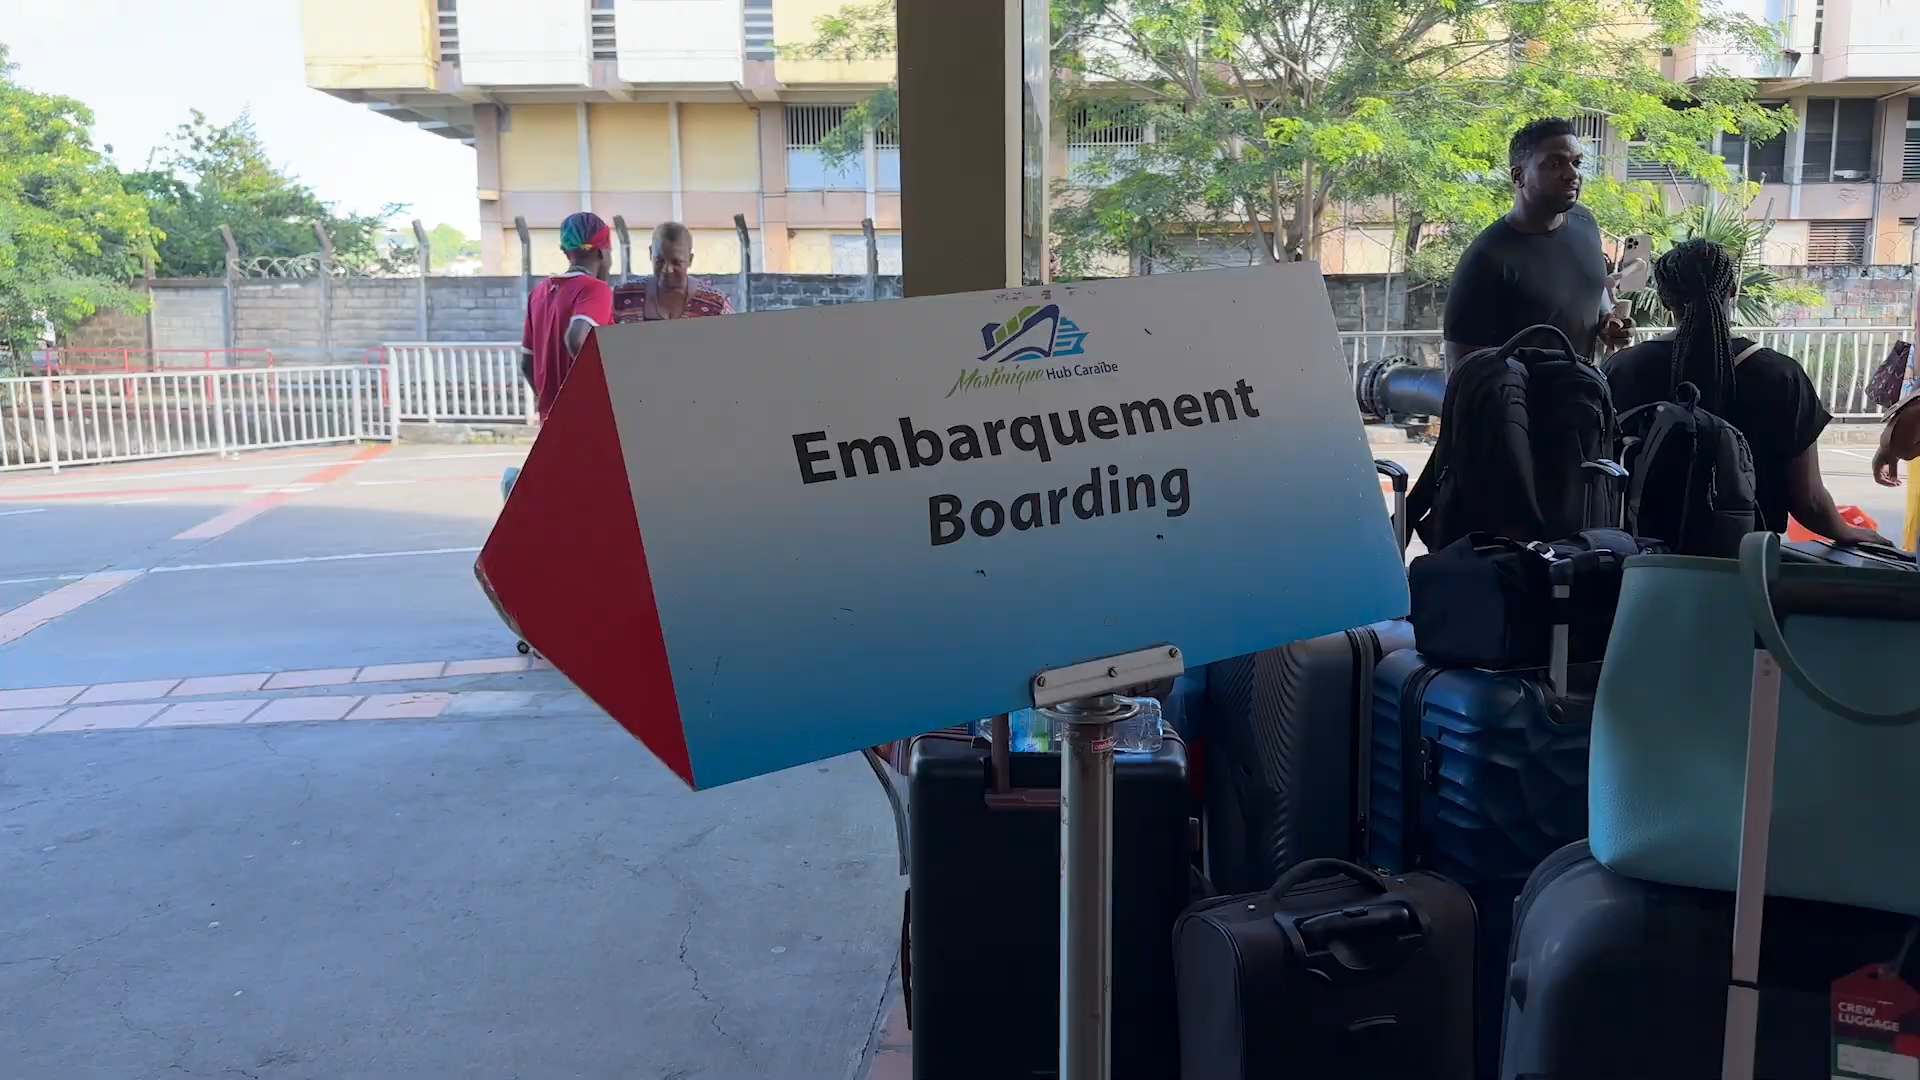 Martinique Hub Caraïbe
Embarquement
Boarding
CREW
LUGGAGE